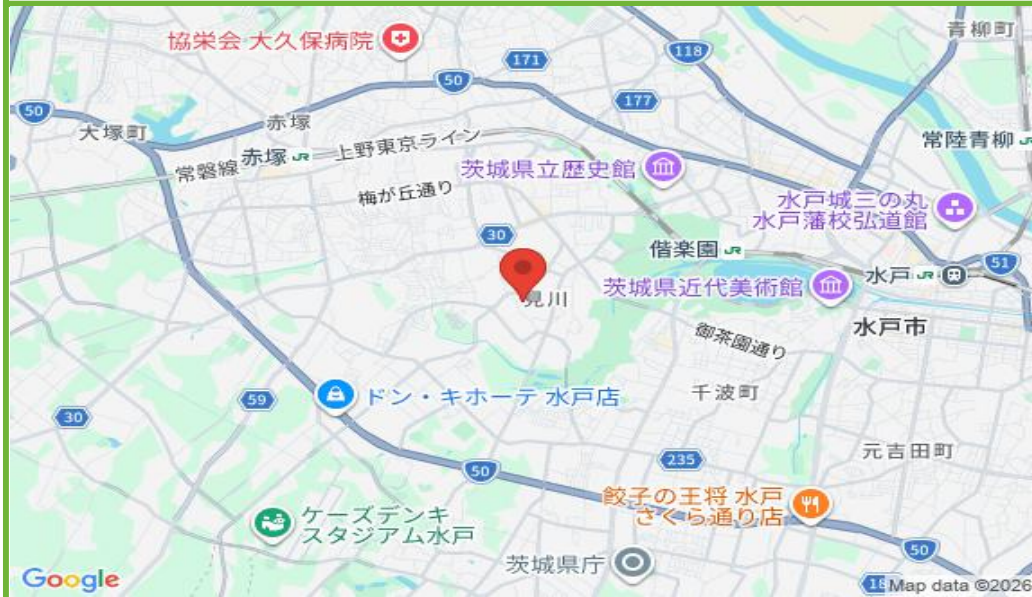 青柳町
協栄会 大久保病院
118
171
50
177
50
大塚町
赤塚
常陸青柳 JR
上野東京ライン
常磐線
赤塚 JR
茨城県立歴史館
梅が丘通り
水戸城三の丸
水戸藩校弘道館
30
偕楽園 JR
51
水戸 JR
茨城県近代美術館
見川
水戸市
御茶園通り
ドン・キホーテ 水戸店
千波町
59
30
元吉田町
235
50
餃子の王将 水戸
さくら通り店
ケーズデンキ
スタジアム水戸
50
茨城県庁
Google
Map data ©2026